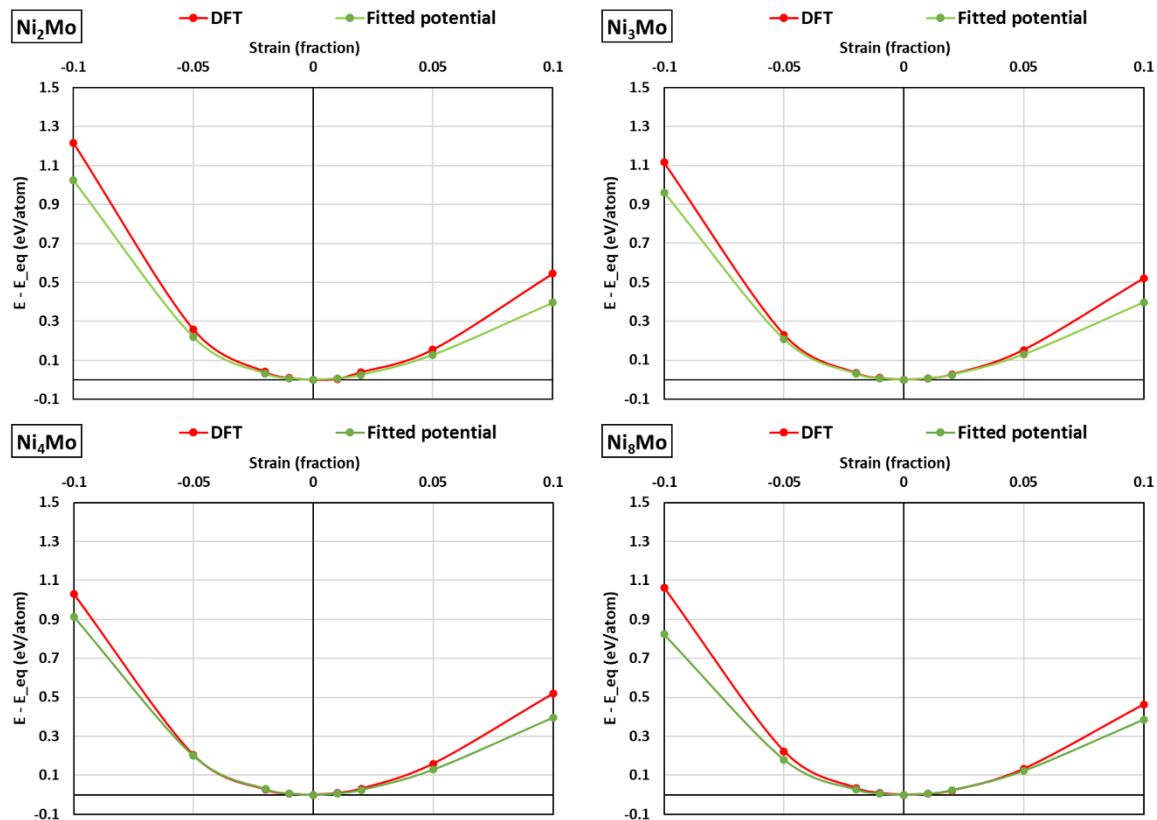 Ni₂Mo
DFT
Fitted potential
Strain (fraction)
-0.1 -0.05 0 0.05 0.1
1.5
1.3
1.1
0.9
0.7
0.5
0.3
0.1
-0.1
E - E_eq (eV/atom)
Ni₃Mo
DFT
Fitted potential
Strain (fraction)
-0.1 -0.05 0 0.05 0.1
1.5
1.3
1.1
0.9
0.7
0.5
0.3
0.1
-0.1
E - E_eq (eV/atom)
Ni₄Mo
DFT
Fitted potential
Strain (fraction)
-0.1 -0.05 0 0.05 0.1
1.5
1.3
1.1
0.9
0.7
0.5
0.3
0.1
-0.1
E - E_eq (eV/atom)
Ni₈Mo
DFT
Fitted potential
Strain (fraction)
-0.1 -0.05 0 0.05 0.1
1.5
1.3
1.1
0.9
0.7
0.5
0.3
0.1
-0.1
E - E_eq (eV/atom)